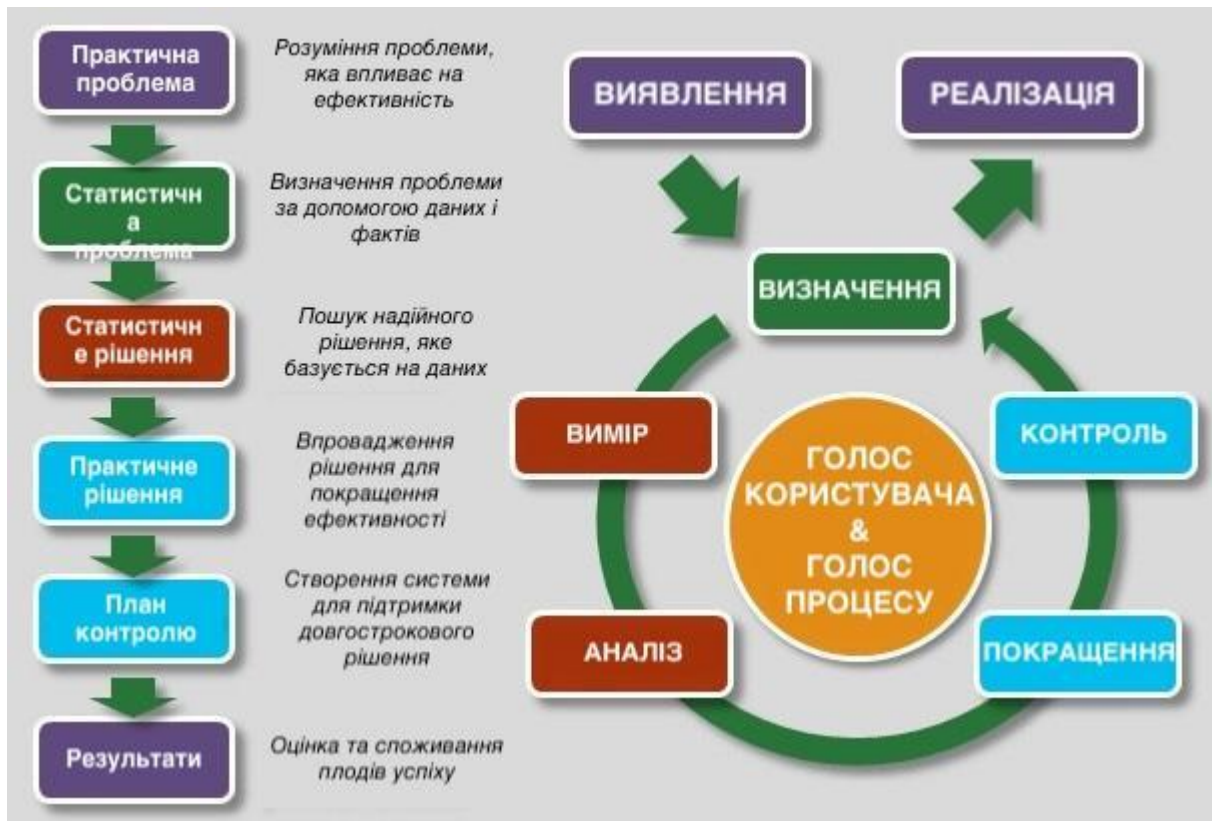 Практична
проблема
Розуміння проблеми,
яка впливає на
ефективність
Статистичн
а
проблема
Визначення проблеми
за допомогою даних і
фактів
Статистичн
е рішення
Пошук надійного
рішення, яке
базується на даних
Практичне
рішення
Впровадження
рішення для
покращення
ефективності
План
контролю
Створення системи
для підтримки
довгострокового
рішення
Результати
Оцінка та споживання
плодів успіху
ВИЯВЛЕННЯ
РЕАЛІЗАЦІЯ
ВИЗНАЧЕННЯ
ВИМІР
КОНТРОЛЬ
ГОЛОС
КОРИСТУВАЧА
&
ГОЛОС
ПРОЦЕСУ
АНАЛІЗ
ПОКРАЩЕННЯ